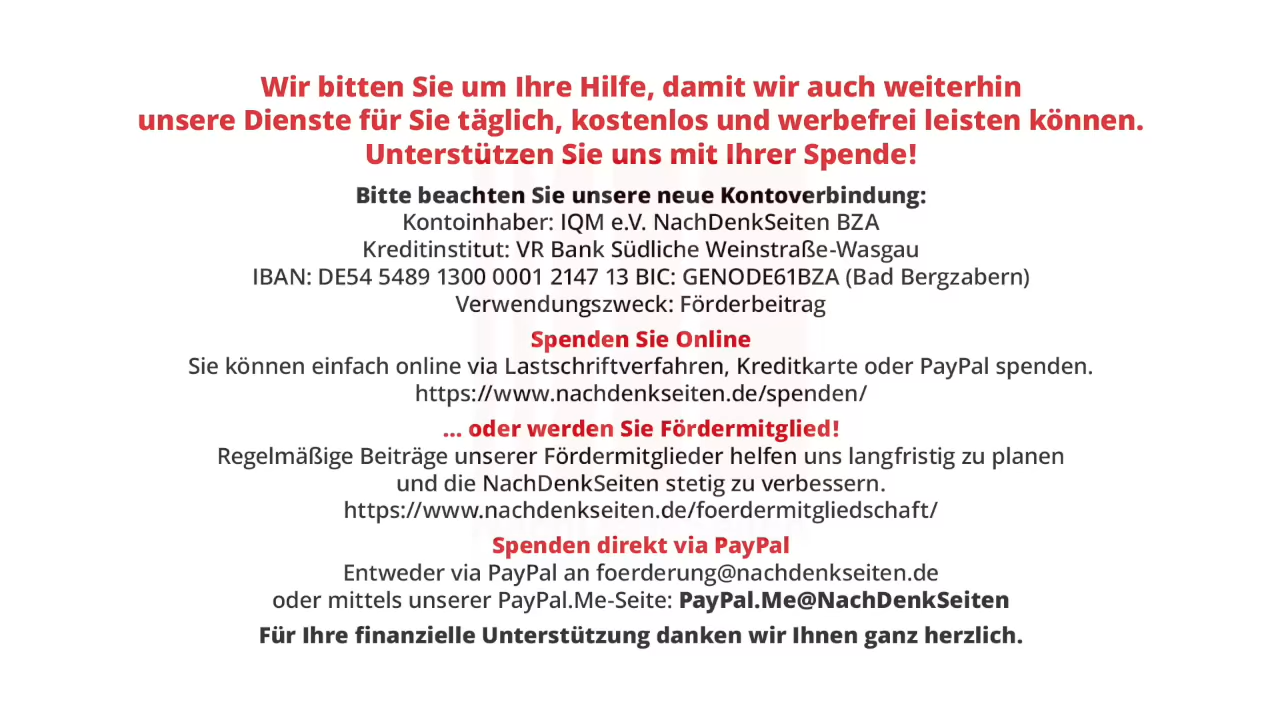 Wir bitten Sie um Ihre Hilfe, damit wir auch weiterhin
unsere Dienste für Sie täglich, kostenlos und werbefrei leisten können.
Unterstützen Sie uns mit Ihrer Spende!
Bitte beachten Sie unsere neue Kontoverbindung:
Kontoinhaber: IQM e.V. NachDenkSeiten BZA
Kreditinstitut: VR Bank Südliche Weinstraße-Wasgau
IBAN: DE54 5489 1300 0001 2147 13 BIC: GENODE61BZA (Bad Bergzabern)
Verwendungszweck: Förderbeitrag
Spenden Sie Online
Sie können einfach online via Lastschriftverfahren, Kreditkarte oder PayPal spenden.
https://www.nachdenkseiten.de/spenden/
... oder werden Sie Fördermitglied!
Regelmäßige Beiträge unserer Fördermitglieder helfen uns langfristig zu planen
und die NachDenkSeiten stetig zu verbessern.
https://www.nachdenkseiten.de/foerdermitgliedschaft/
Spenden direkt via PayPal
Entweder via PayPal an foerderung@nachdenkseiten.de
oder mittels unserer PayPal.Me-Seite: PayPal.Me@NachDenkSeiten
Für Ihre finanzielle Unterstützung danken wir Ihnen ganz herzlich.